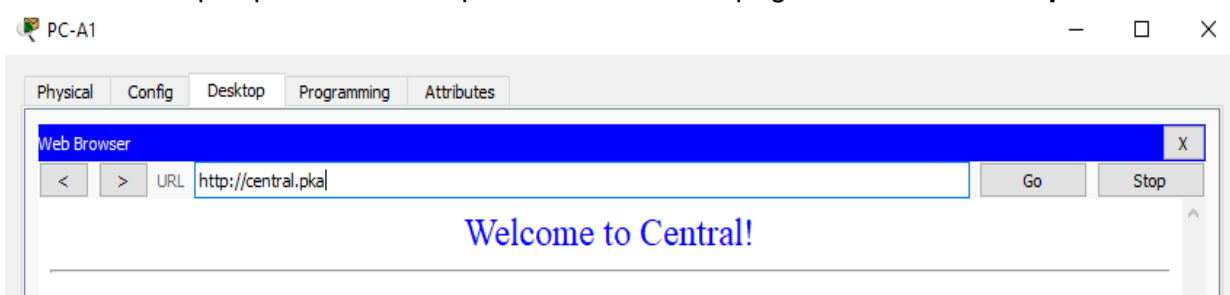 PC-A1
Physical Config Desktop Programming Attributes
Web Browser X
< > URL http://central.pka Go Stop
Welcome to Central!